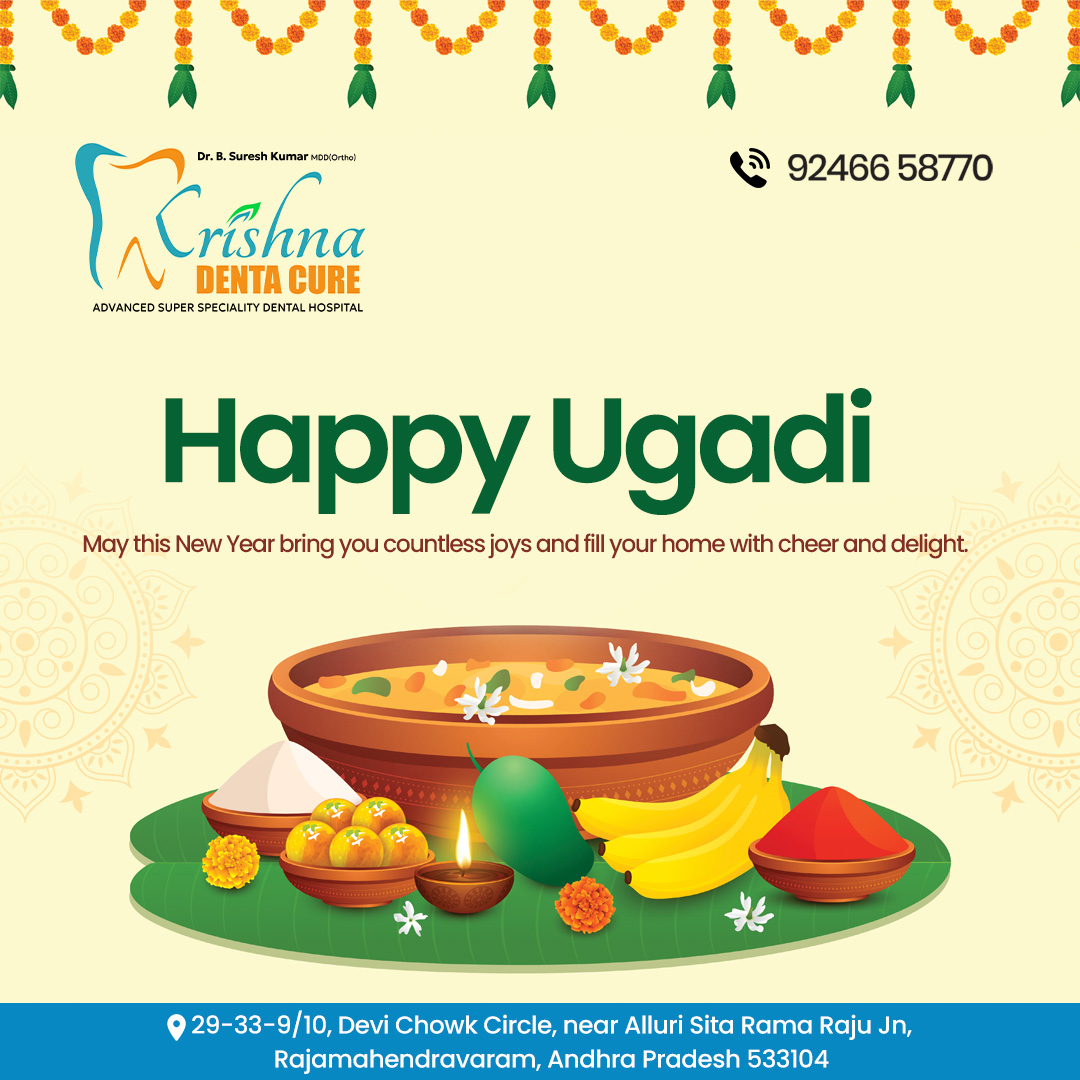 Dr. B. Suresh Kumar MDD(Ortho)
Krishna
DENTA CURE
ADVANCED SUPER SPECIALITY DENTAL HOSPITAL
92466 58770
Happy Ugadi
May this New Year bring you countless joys and fill your home with cheer and delight.
29-33-9/10, Devi Chowk Circle, near Alluri Sita Rama Raju Jn,
Rajamahendravaram, Andhra Pradesh 533104